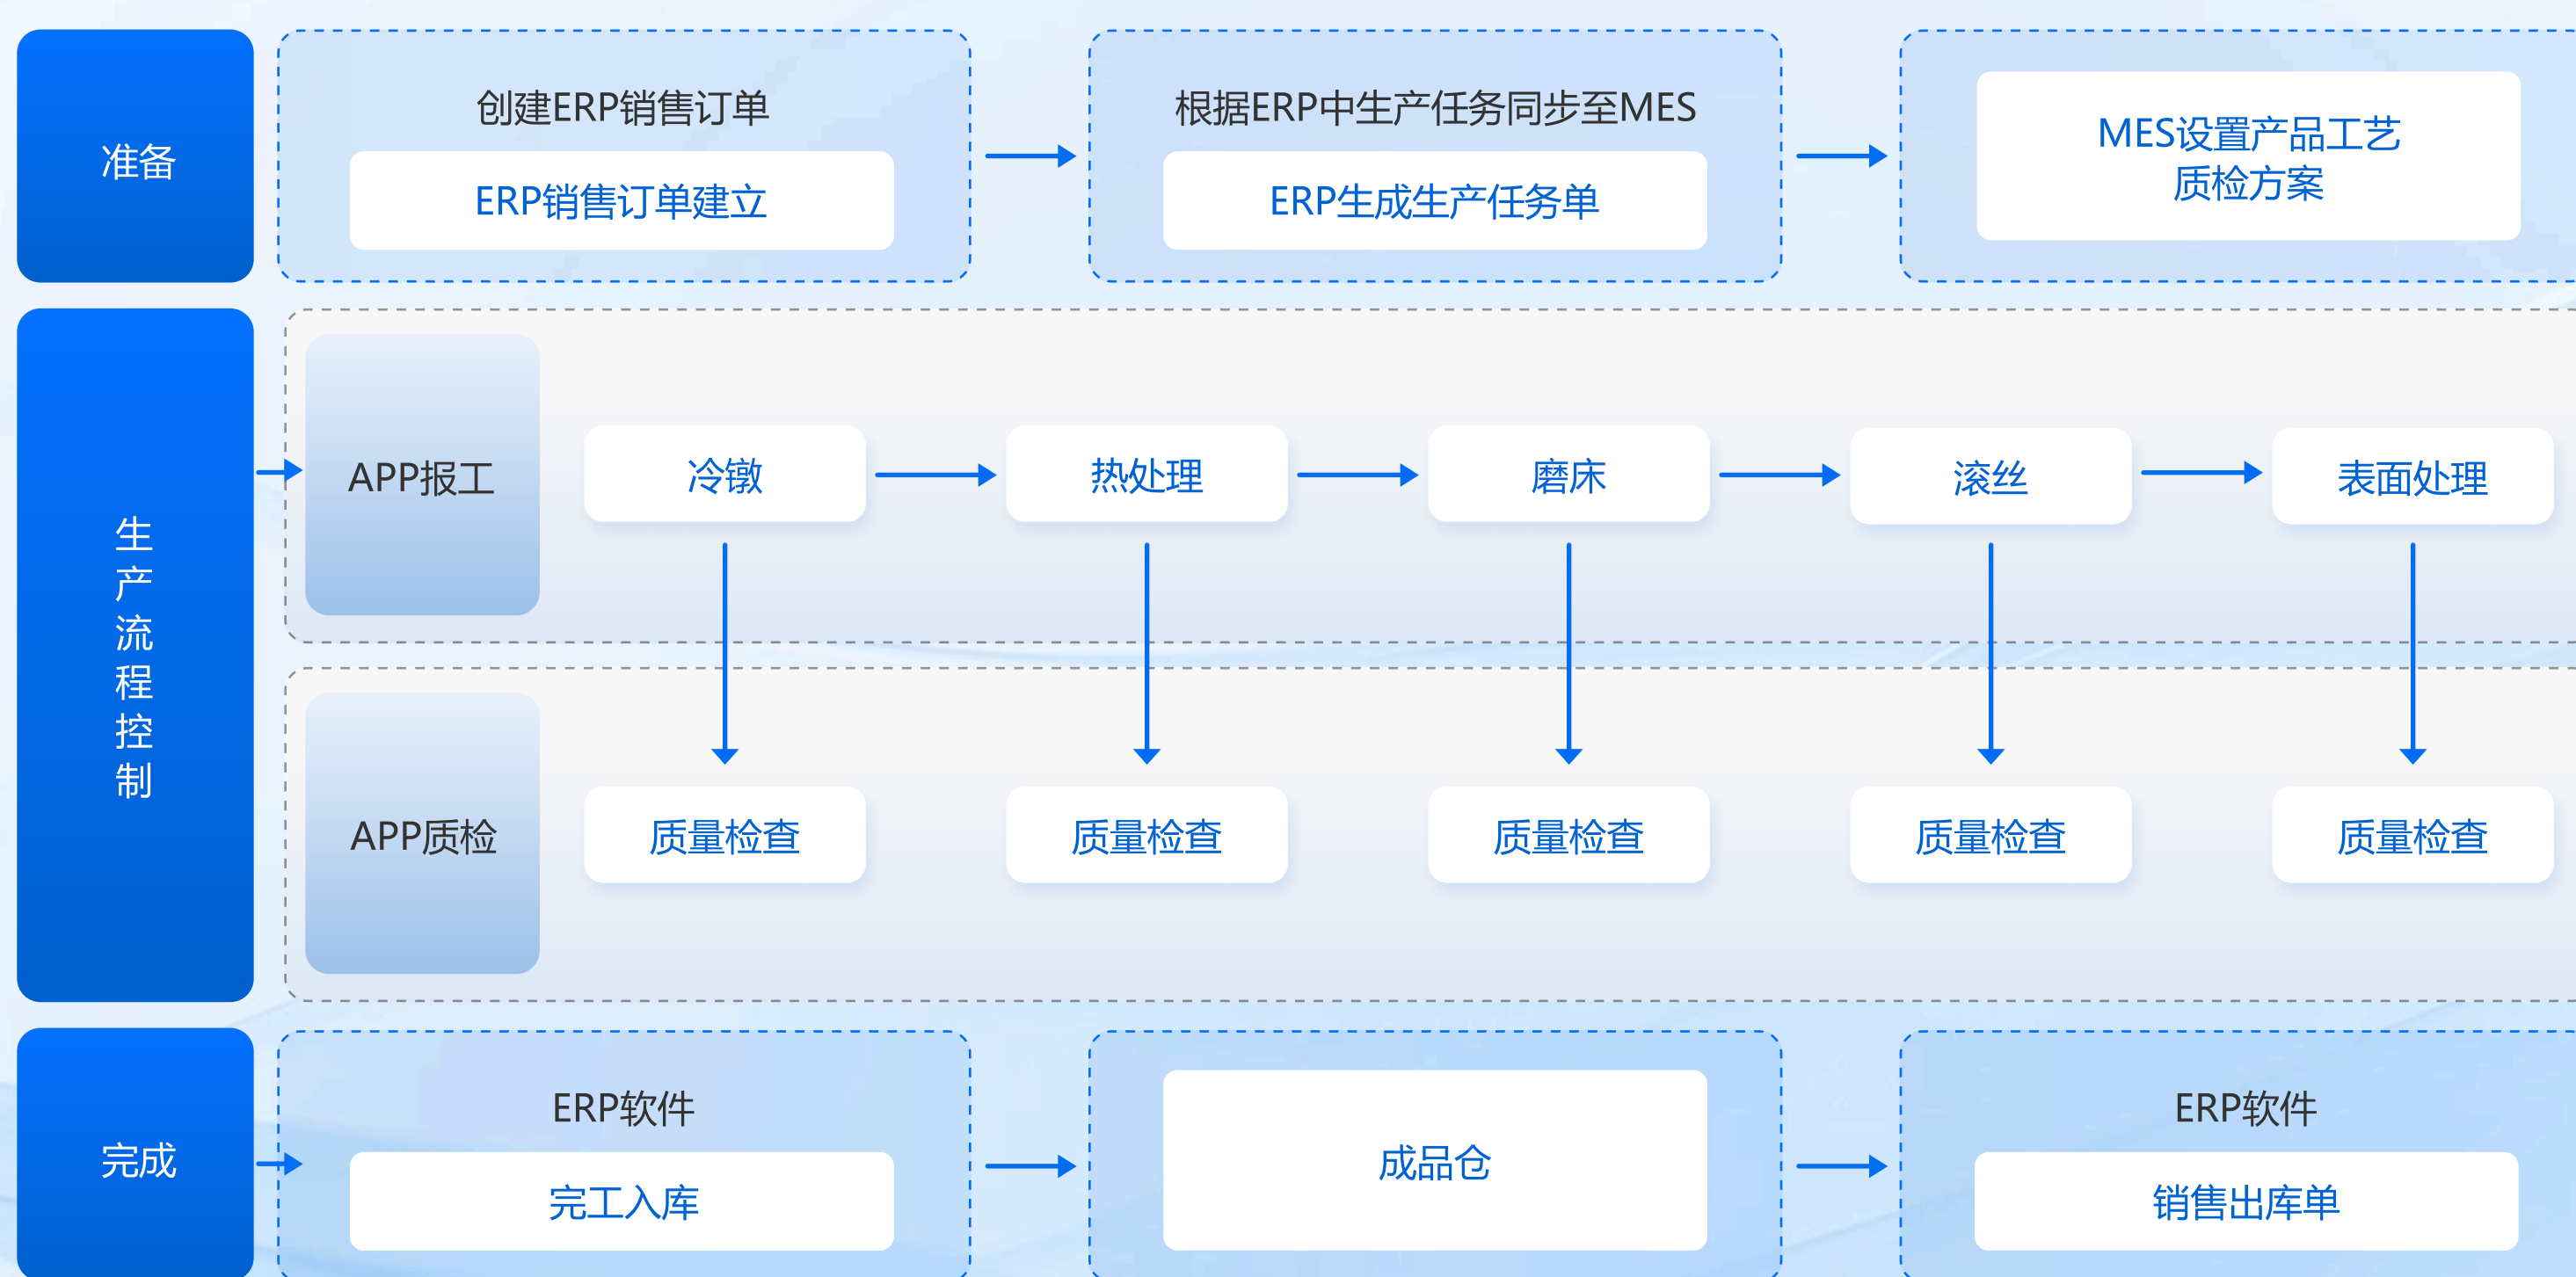 准备
创建ERP销售订单
ERP销售订单建立
根据ERP中生产任务同步至MES
ERP生成生产任务单
MES设置产品工艺
质检方案
生产流程控制
APP报工
冷镦
热处理
磨床
滚丝
表面处理
APP质检
质量检查
质量检查
质量检查
质量检查
质量检查
完成
ERP软件
完工入库
成品仓
ERP软件
销售出库单